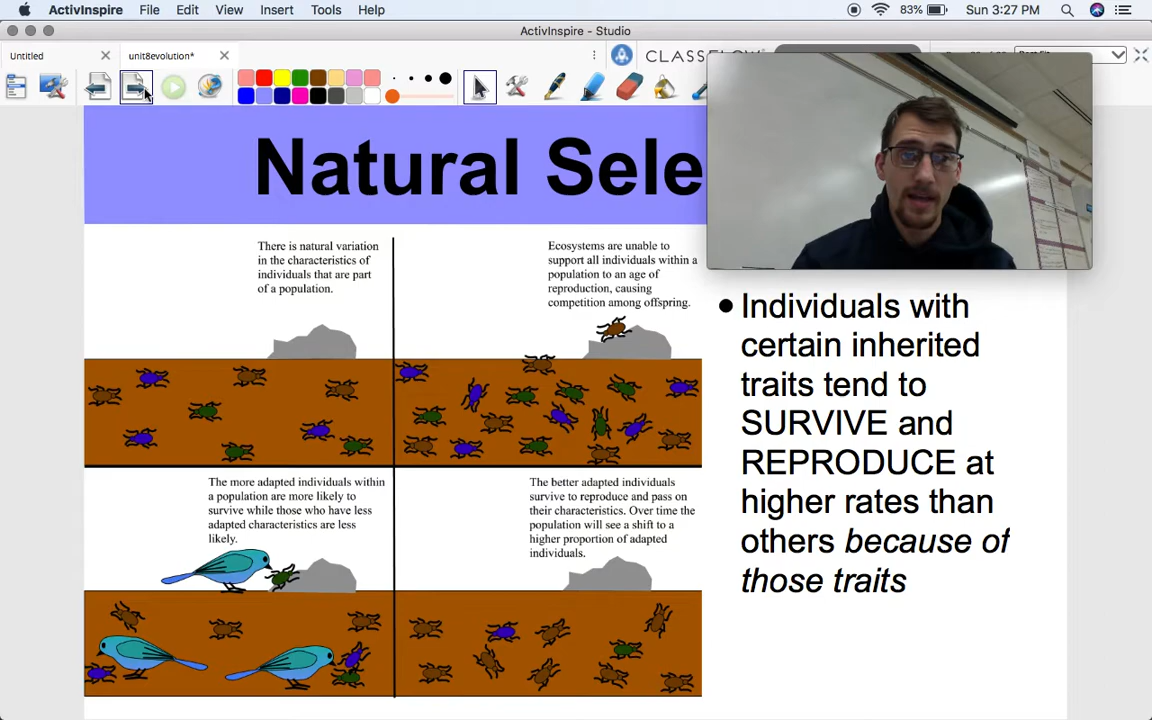 ActivInspire File Edit View Insert Tools Help 83% Sun 3:27 PM
ActivInspire - Studio
Untitled unit8evolution*
CLASSFLOW
Natural Sele
There is natural variation
in the characteristics of
individuals that are part
of a population.
Ecosystems are unable to
support all individuals within a
population to an age of
reproduction, causing
competition among offspring.
• Individuals with
certain inherited
traits tend to
SURVIVE and
REPRODUCE at
higher rates than
others because of
those traits
The more adapted individuals within
a population are more likely to
survive while those who have less
adapted characteristics are less
likely.
The better adapted individuals
survive to reproduce and pass on
their characteristics. Over time the
population will see a shift to a
higher proportion of adapted
individuals.